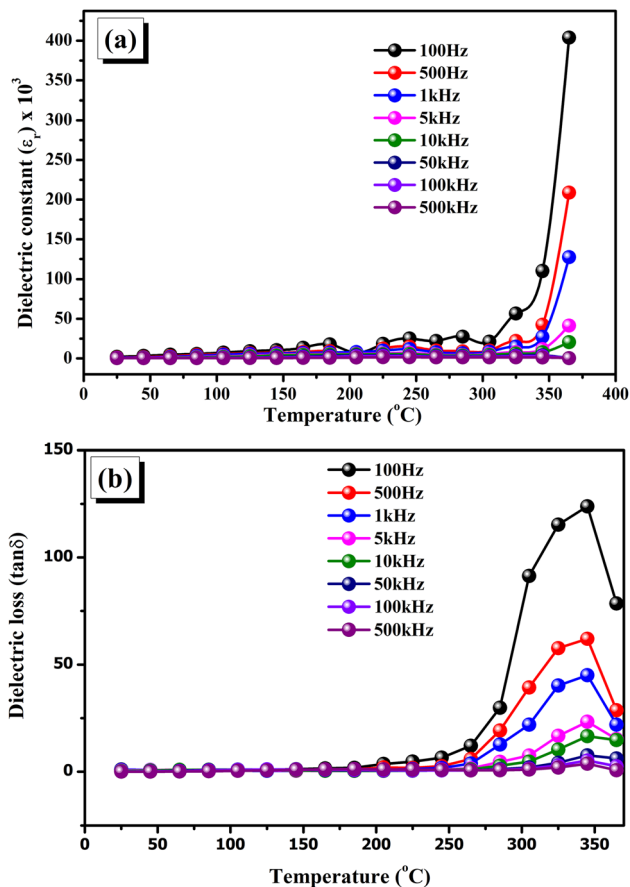 (a)
Dielectric constant (εr) x 10³
400
350
300
250
200
150
100
50
0
100Hz
500Hz
1kHz
5kHz
10kHz
50kHz
100kHz
500kHz
0 50 100 150 200 250 300 350 400
Temperature (°C)
(b)
Dielectric loss (tanδ)
150
100
50
0
100Hz
500Hz
1kHz
5kHz
10kHz
50kHz
100kHz
500kHz
0 50 100 150 200 250 300 350
Temperature (°C)